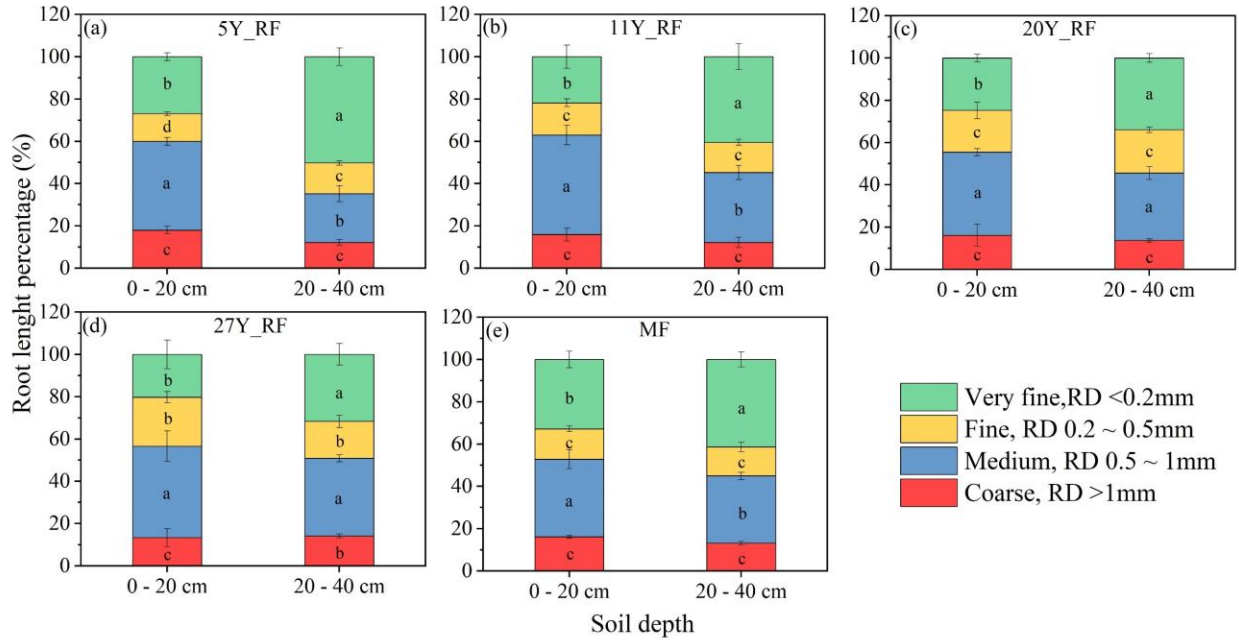 Root lenght percentage (%)
(a) 5Y_RF
120
100
80
60
40
20
0
b
d
a
c
a
c
b
c
0 - 20 cm 20 - 40 cm
(b) 11Y_RF
120
100
80
60
40
20
0
b
c
a
c
a
c
b
c
0 - 20 cm 20 - 40 cm
(c) 20Y_RF
120
100
80
60
40
20
0
b
c
a
c
a
c
a
c
0 - 20 cm 20 - 40 cm
(d) 27Y_RF
120
100
80
60
40
20
0
b
b
a
c
a
b
a
b
0 - 20 cm 20 - 40 cm
(e) MF
120
100
80
60
40
20
0
b
c
a
c
a
c
b
c
0 - 20 cm 20 - 40 cm
Very fine,RD <0.2mm
Fine, RD 0.2 ~ 0.5mm
Medium, RD 0.5 ~ 1mm
Coarse, RD >1mm
Soil depth